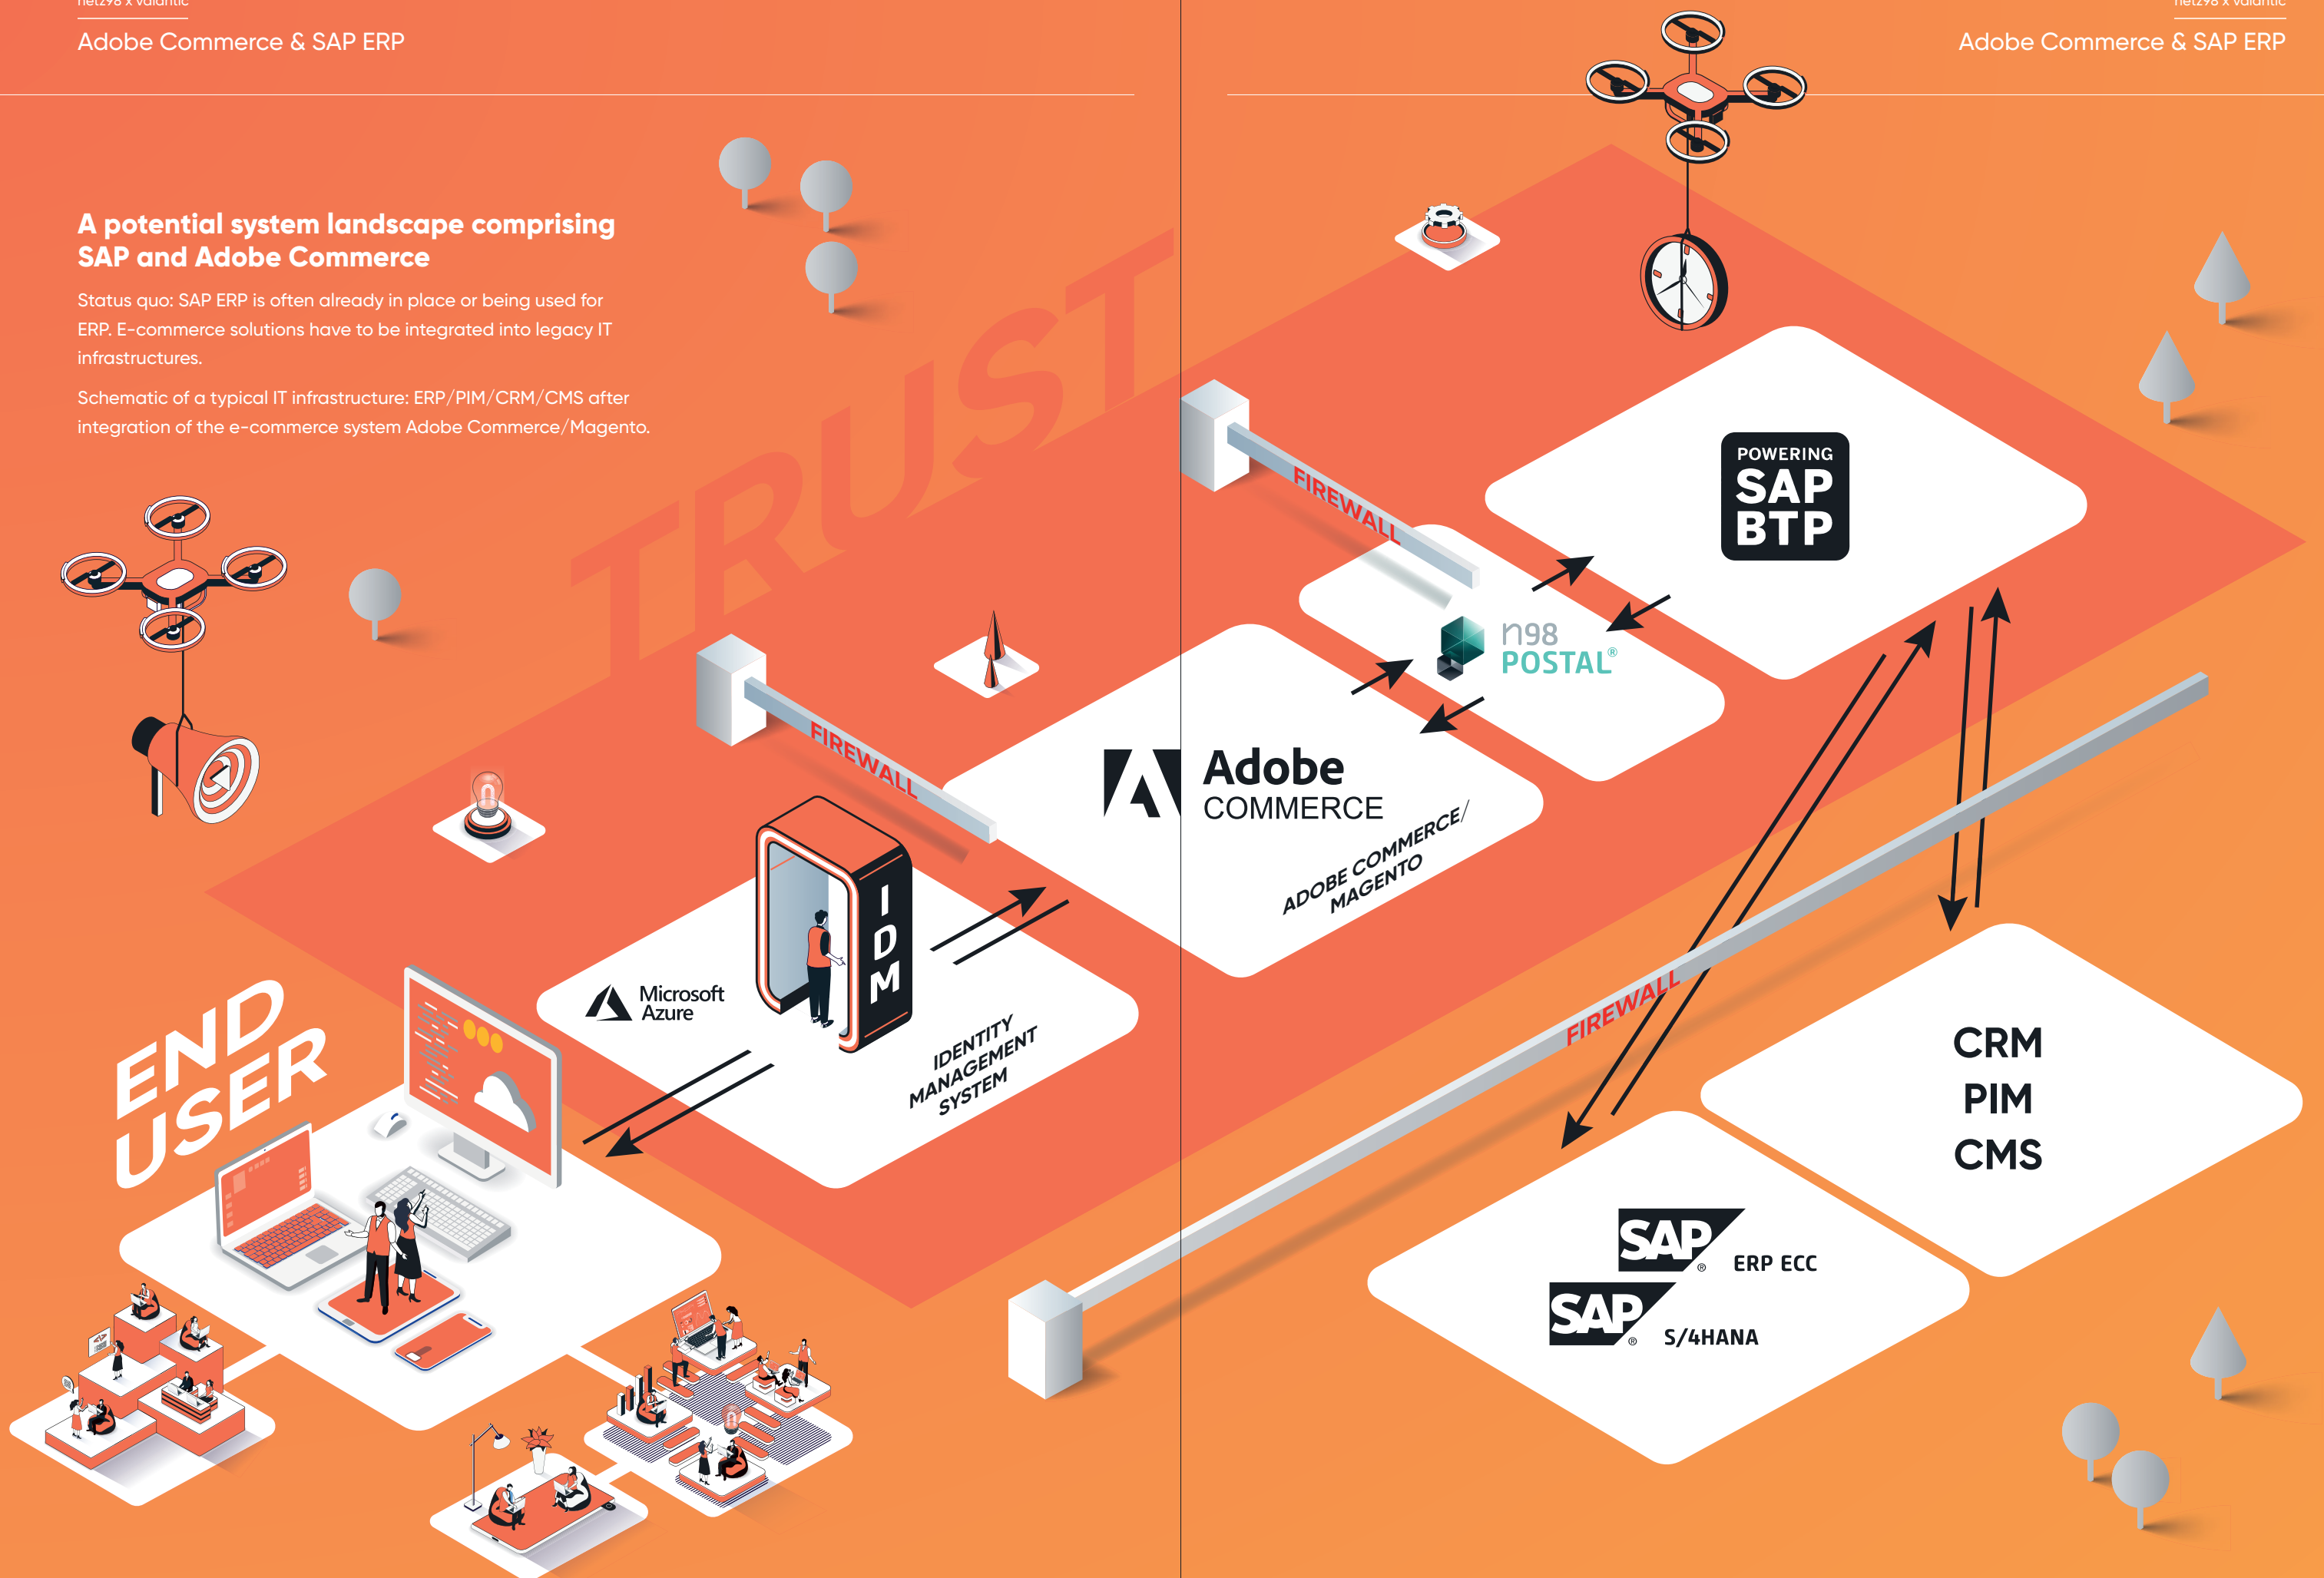 netz98 x valantic
Adobe Commerce & SAP ERP
netz98 x valantic
Adobe Commerce & SAP ERP
A potential system landscape comprising
SAP and Adobe Commerce
Status quo: SAP ERP is often already in place or being used for
ERP. E-commerce solutions have to be integrated into legacy IT
infrastructures.
Schematic of a typical IT infrastructure: ERP/PIM/CRM/CMS after
integration of the e-commerce system Adobe Commerce/Magento.
TRUST
FIREWALL
POWERING
SAP
BTP
n98
POSTAL®
FIREWALL
Adobe
COMMERCE
ADOBE COMMERCE/
MAGENTO
IDM
Microsoft
Azure
IDENTITY
MANAGEMENT
SYSTEM
END
USER
FIREWALL
CRM
PIM
CMS
SAP® ERP ECC
SAP® S/4HANA